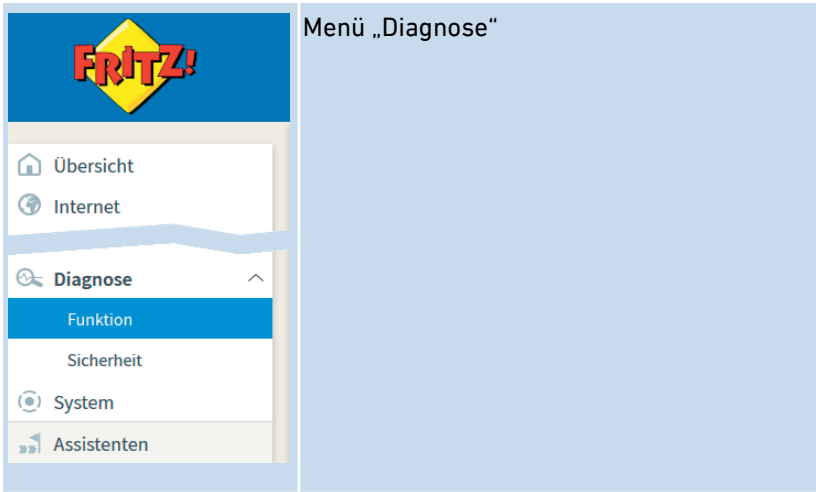 FRITZ!
Menü „Diagnose“
Übersicht
Internet
Diagnose
Funktion
Sicherheit
System
Assistenten